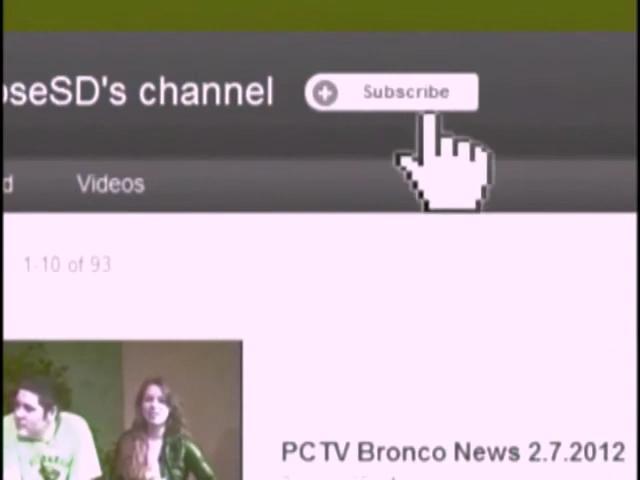 oseSD's channel
Subscribe
d
Videos
1-10 of 93
PCTV Bronco News 2.7.2012